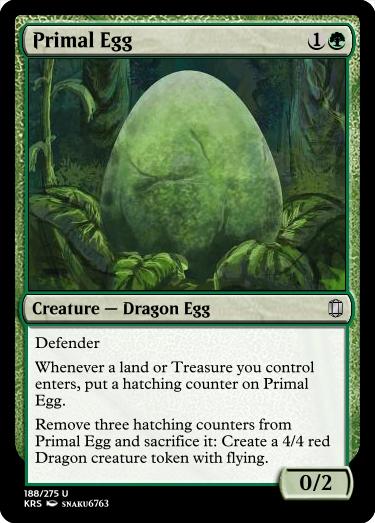 Primal Egg 1
Creature — Dragon Egg
Defender
Whenever a land or Treasure you control
enters, put a hatching counter on Primal
Egg.
Remove three hatching counters from
Primal Egg and sacrifice it: Create a 4/4 red
Dragon creature token with flying.
0/2
188/275 U
KRS SNAKU6763